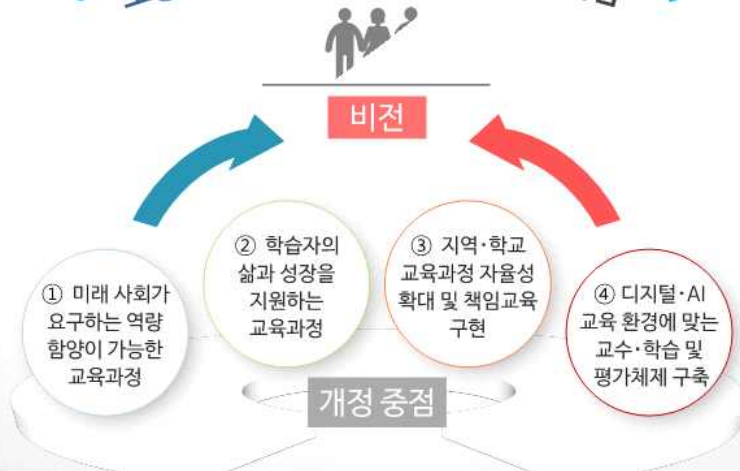 비전
① 미래 사회가
요구하는 역량
함양이 가능한
교육과정
② 학습자의
삶과 성장을
지원하는
교육과정
③ 지역·학교
교육과정 자율성
확대 및 책임교육
구현
④ 디지털·AI
교육 환경에 맞는
교수·학습 및
평가체제 구축
개정 중점